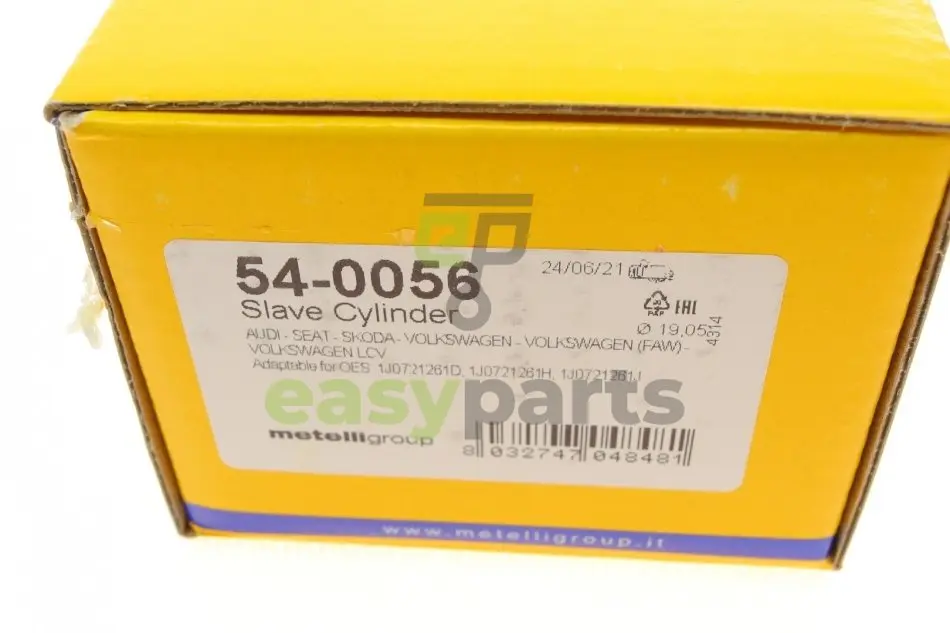 54-0056
24/06/21
Slave Cylinder
EAC
PAP
Ø 19,05
4314
AUDI - SEAT - SKODA - VOLKSWAGEN - VOLKSWAGEN (FAW) -
VOLKSWAGEN LCV
Adaptable for OES 1J0721261D, 1J0721261H, 1J0721261J
easyparts
metelligroup
8 032747 048481
www.metelligroup.it